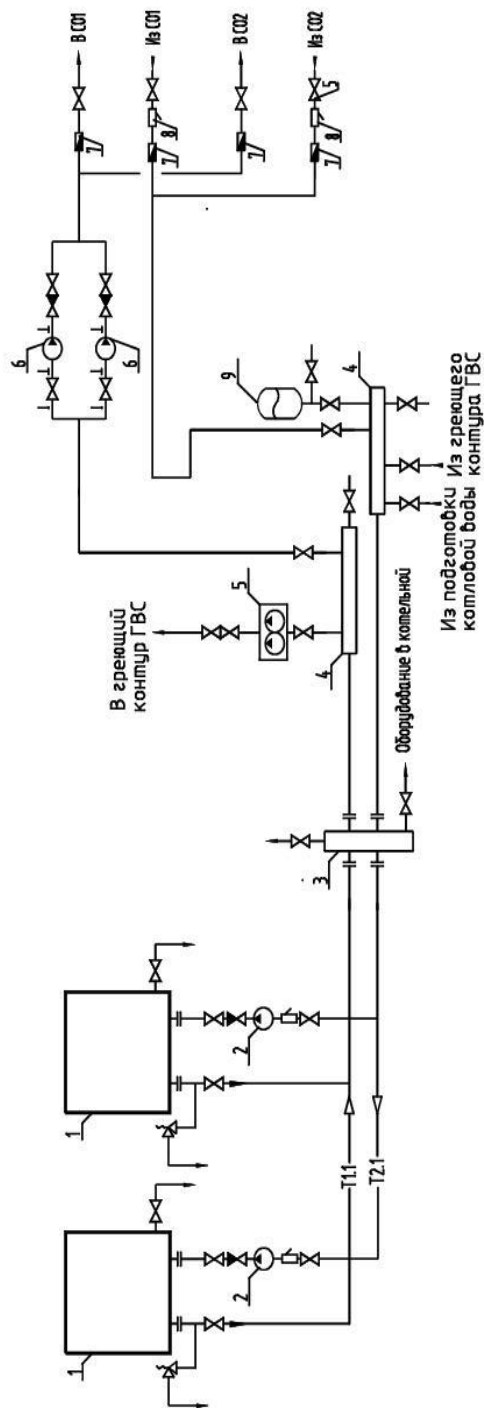 6
В СО1
1
1
7
6
В греющий
контур ГВС
Из СО1
7
8
В СО2
2
2
5
9
7
Из СО2
7
8
5
3
4
4
Т1.1
Т2.1
Оборудование в котельной
Из подготовки
котловой воды
Из греющего
контура ГВС